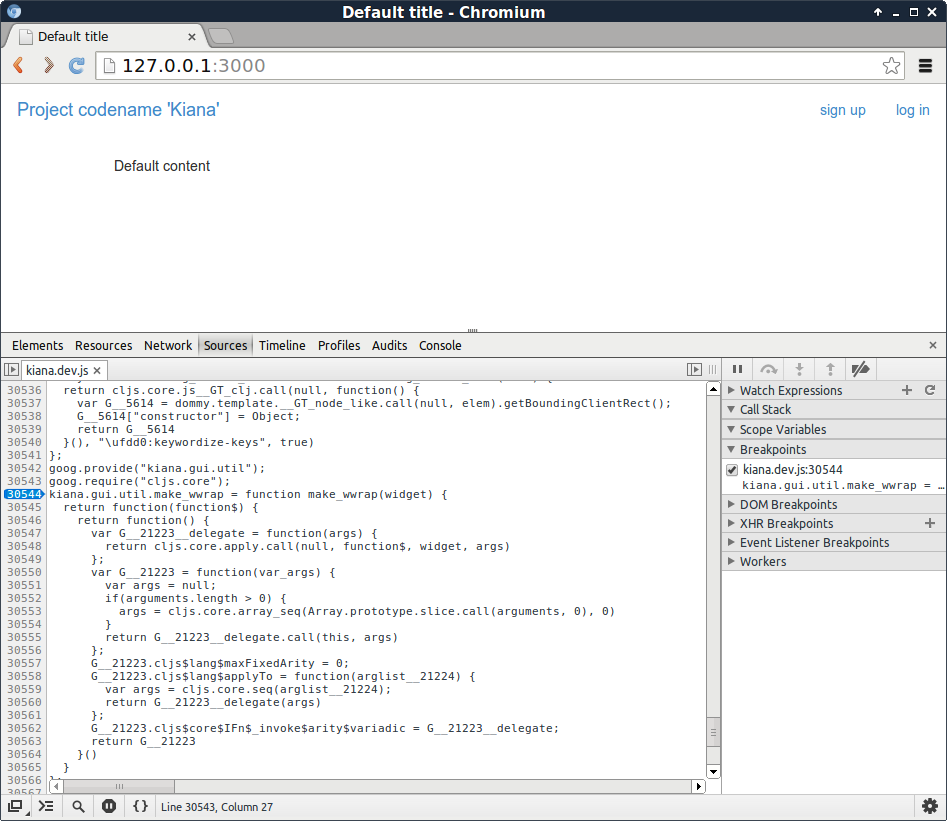 Default title - Chromium
Default title
127.0.0.1:3000
Project codename 'Kiana'
sign up
log in
Default content
Elements Resources Network Sources Timeline Profiles Audits Console
kiana.dev.js
30536 return cljs.core.js__GT_clj.call(null, function() {
30537 var G__5614 = dommy.template.__GT_node_like.call(null, elem).getBoundingClientRect();
30538 G__5614["constructor"] = Object;
30539 return G__5614
30540 }(), "\ufdd0:keywordize-keys", true)
30541 };
30542 goog.provide("kiana.gui.util");
30543 goog.require("cljs.core");
30544 kiana.gui.util.make_wwrap = function make_wwrap(widget) {
30545 return function(function$) {
30546 return function() {
30547 var G__21223__delegate = function(args) {
30548 return cljs.core.apply.call(null, function$, widget, args)
30549 };
30550 var G__21223 = function(var_args) {
30551 var args = null;
30552 if(arguments.length > 0) {
30553 args = cljs.core.array_seq(Array.prototype.slice.call(arguments, 0), 0)
30554 }
30555 return G__21223__delegate.call(this, args)
30556 };
30557 G__21223.cljs$lang$maxFixedArity = 0;
30558 G__21223.cljs$lang$applyTo = function(arglist__21224) {
30559 var args = cljs.core.seq(arglist__21224);
30560 return G__21223__delegate(args)
30561 };
30562 G__21223.cljs$core$IFn$_invoke$arity$variadic = G__21223__delegate;
30563 return G__21223
30564 }()
30565 }
30566
30567
Watch Expressions
Call Stack
Scope Variables
Breakpoints
kiana.dev.js:30544
kiana.gui.util.make_wwrap = …
DOM Breakpoints
XHR Breakpoints
Event Listener Breakpoints
Workers
{ } Line 30543, Column 27